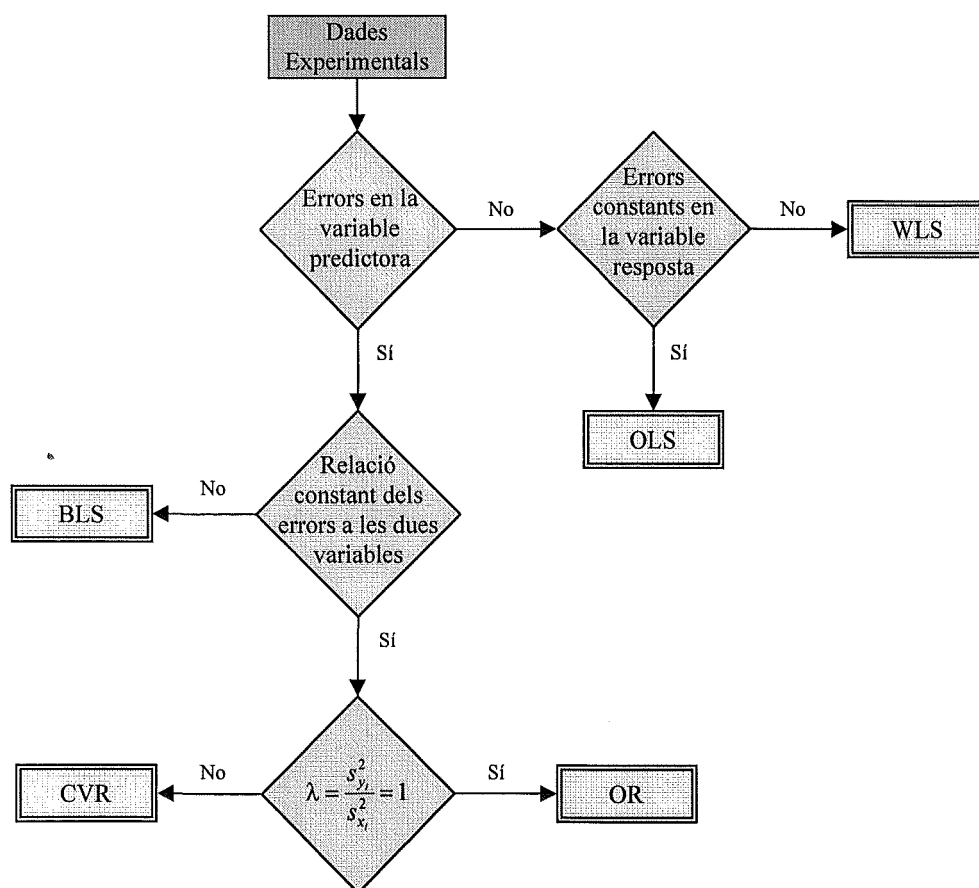 Dades
Experimentals
Errors en la
variable
predictora
No
Errors
constants en
la variable
resposta
No
WLS
Sí
Sí
OLS
Relació
constant dels
errors a les dues
variables
No
BLS
Sí
λ = s²yᵢ / s²xᵢ = 1
No
CVR
Sí
OR